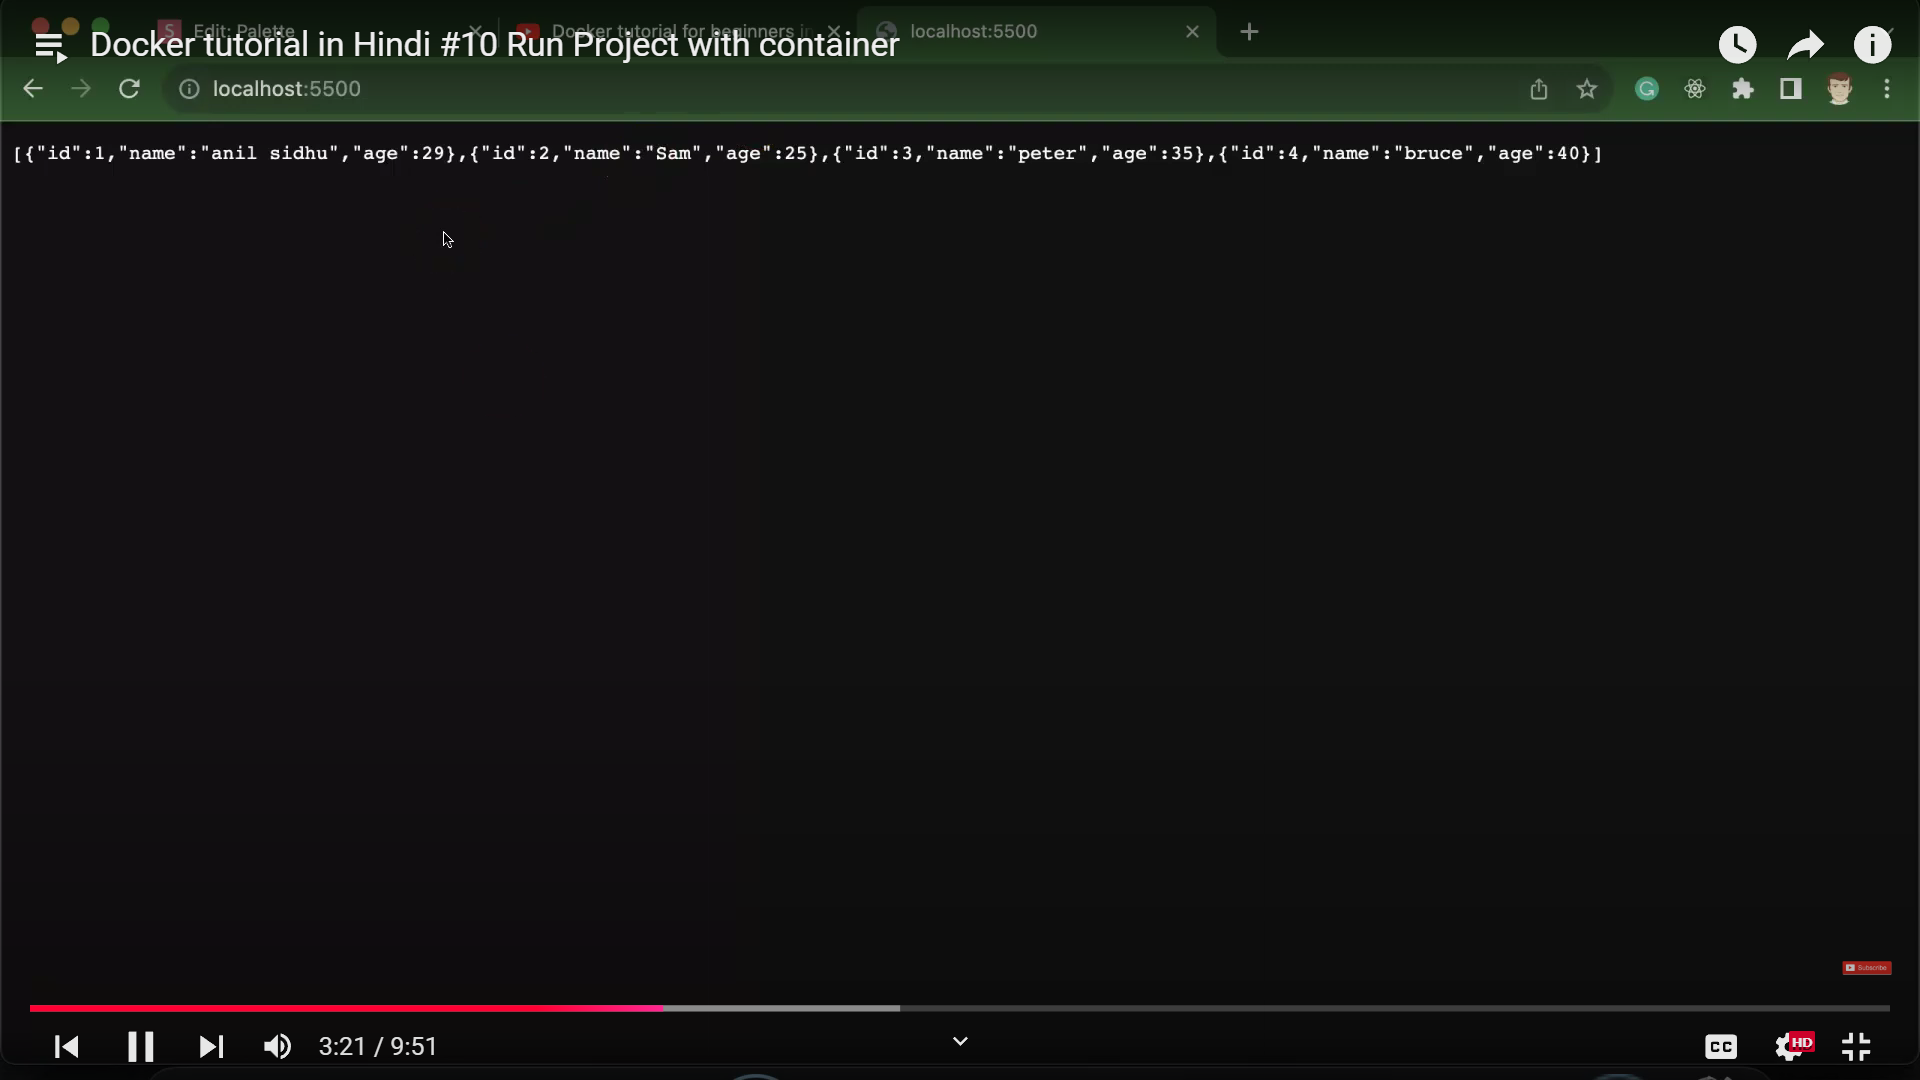 S Edit: Palette
Docker tutorial for beginners i
localhost:5500
Docker tutorial in Hindi #10 Run Project with container
localhost:5500
[{"id":1,"name":"anil sidhu","age":29},{"id":2,"name":"Sam","age":25},{"id":3,"name":"peter","age":35},{"id":4,"name":"bruce","age":40}]
Subscribe
3:21 / 9:51
CC
HD